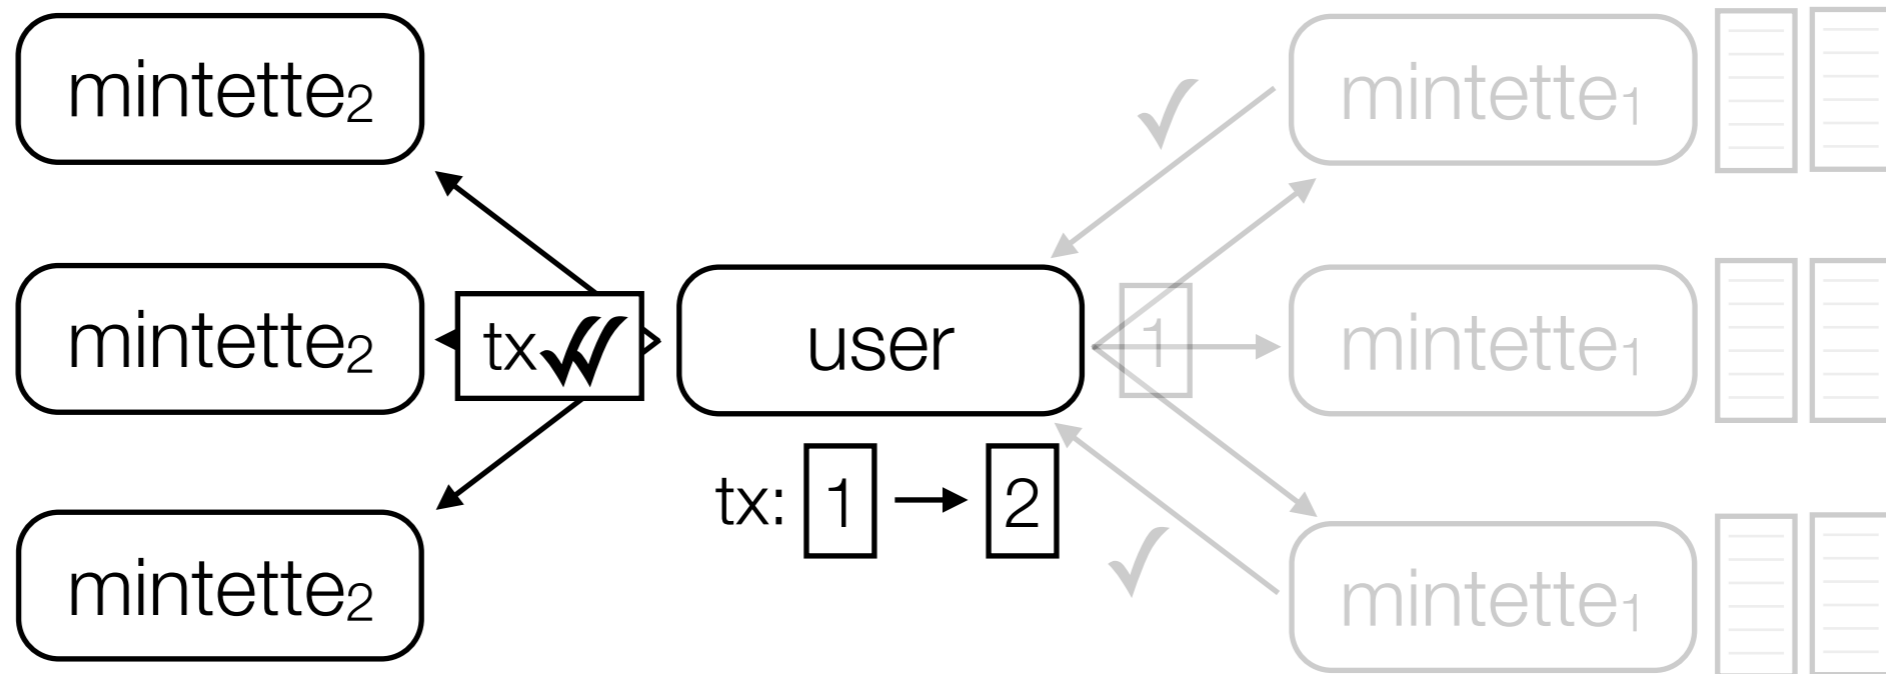 mintette₂
mintette₁
mintette₂
tx ✓✓
user
1
mintette₁
tx: 1 → 2
mintette₂
mintette₁